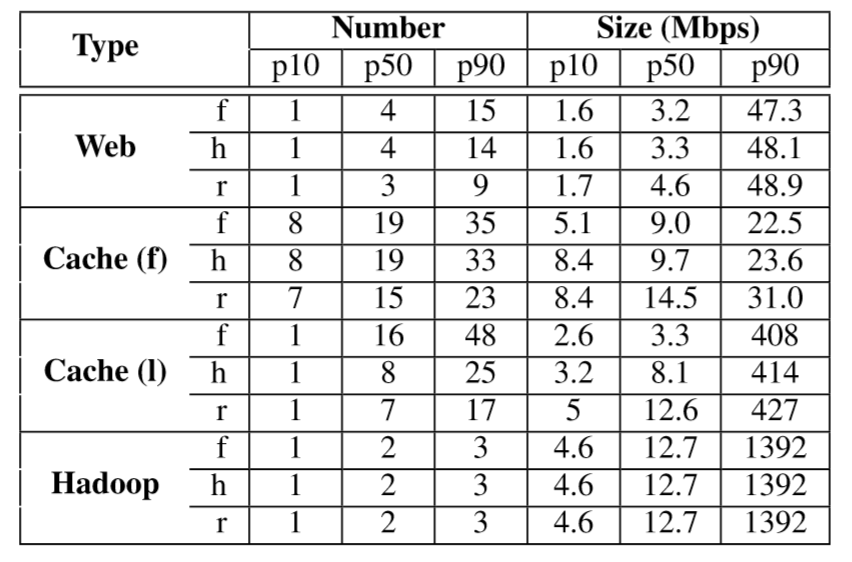 Type Number Size (Mbps)
p10 p50 p90 p10 p50 p90
Web f 1 4 15 1.6 3.2 47.3
h 1 4 14 1.6 3.3 48.1
r 1 3 9 1.7 4.6 48.9
Cache (f) f 8 19 35 5.1 9.0 22.5
h 8 19 33 8.4 9.7 23.6
r 7 15 23 8.4 14.5 31.0
Cache (l) f 1 16 48 2.6 3.3 408
h 1 8 25 3.2 8.1 414
r 1 7 17 5 12.6 427
Hadoop f 1 2 3 4.6 12.7 1392
h 1 2 3 4.6 12.7 1392
r 1 2 3 4.6 12.7 1392